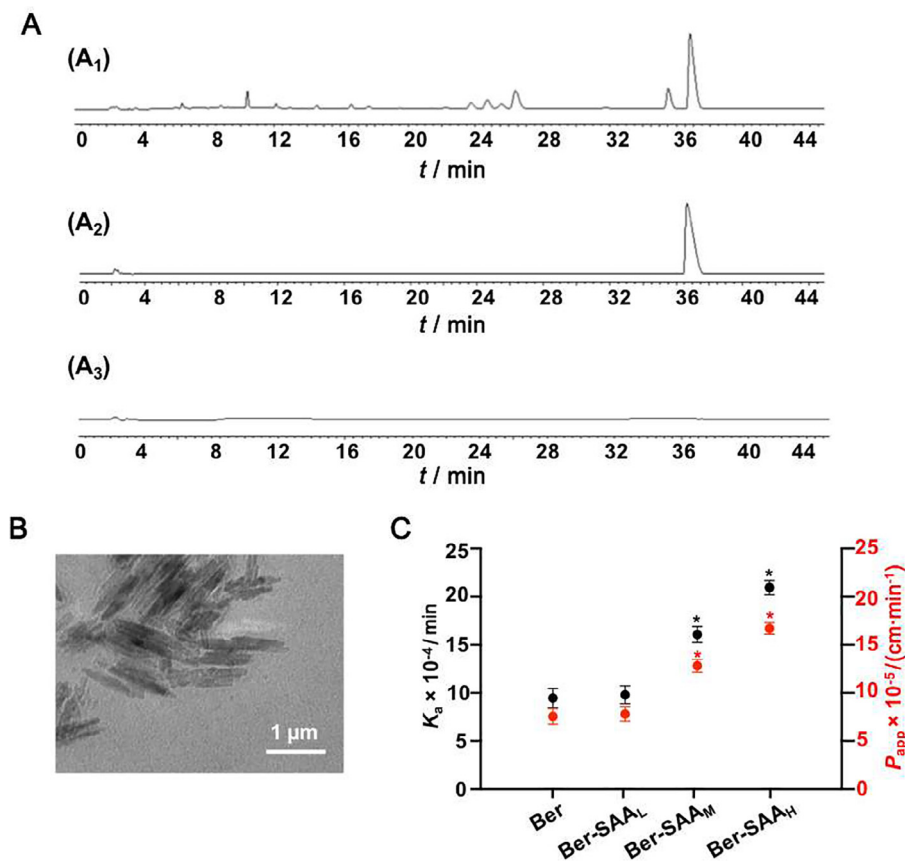 A
(A₁)
0 4 8 12 16 20 24 28 32 36 40 44
t / min
(A₂)
0 4 8 12 16 20 24 28 32 36 40 44
t / min
(A₃)
0 4 8 12 16 20 24 28 32 36 40 44
t / min
B
1 μm
C
25
20
15
10
5
0
Kₐ × 10⁻⁴ / min
* * * *
25
20
15
10
5
0
Pₐₚₚ × 10⁻⁵ / (cm·min⁻¹)
Ber
Ber-SAA_L
Ber-SAA_M
Ber-SAA_H